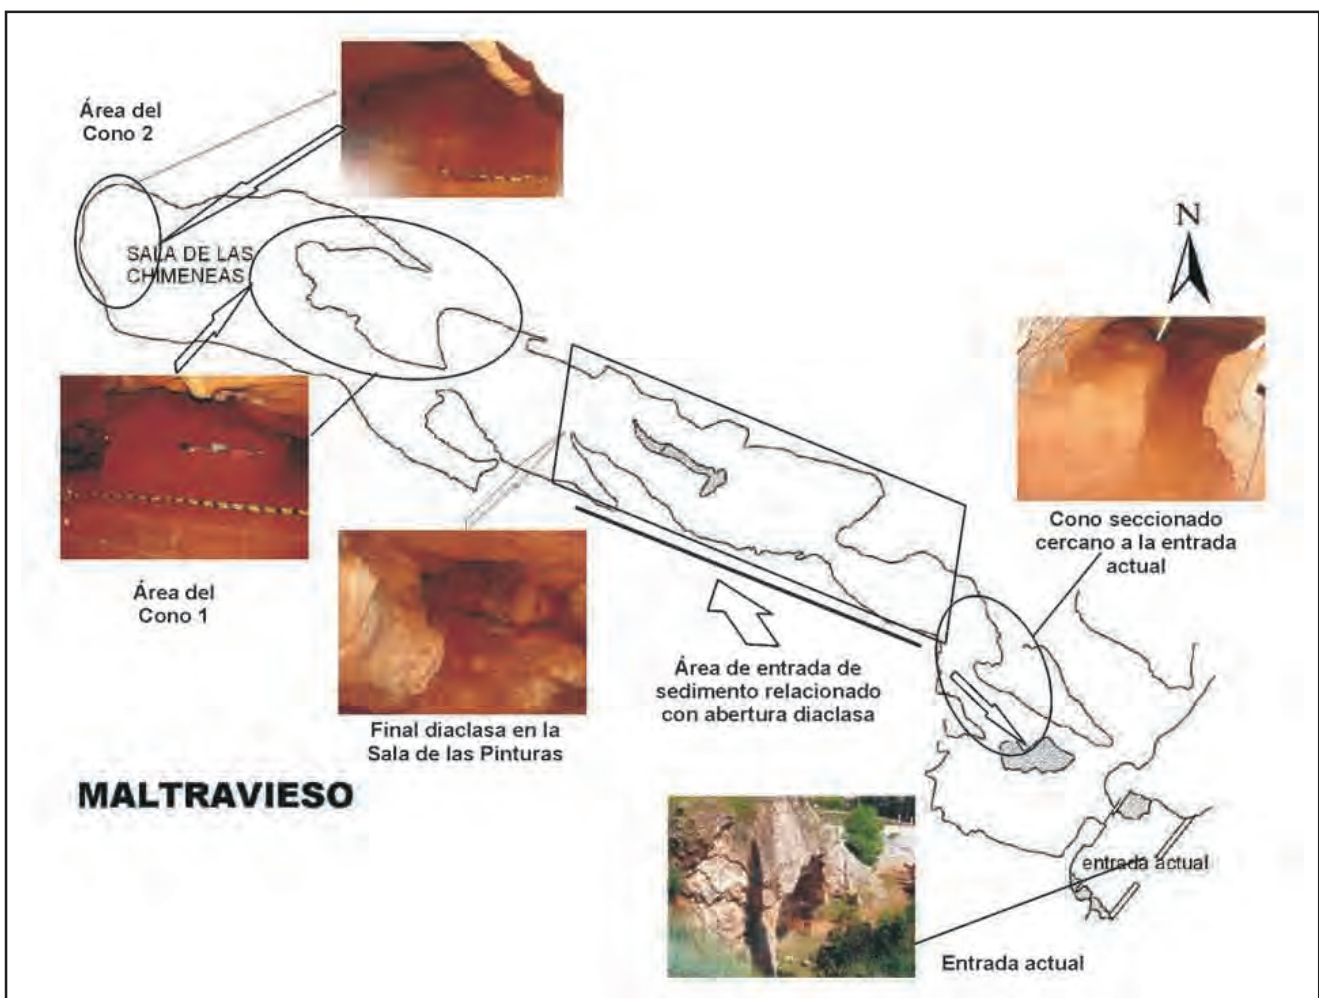 Área del
Cono 2
N
SALA DE LAS
CHIMENEAS
Cono seccionado
cercano a la entrada
actual
Área del
Cono 1
Área de entrada de
sedimento relacionado
con abertura diaclasa
Final diaclasa en la
Sala de las Pinturas
MALTRAVIESO
entrada actual
Entrada actual